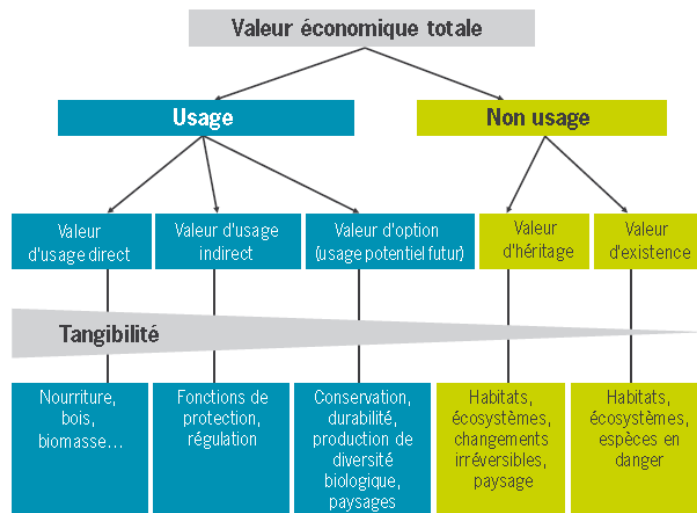 Valeur économique totale
Usage
Non usage
Valeur
d'usage direct
Valeur d'usage
indirect
Valeur d'option
(usage potentiel futur)
Valeur
d'héritage
Valeur
d'existence
Tangibilité
Nourriture,
bois,
biomasse...
Fonctions de
protection,
régulation
Conservation,
durabilité,
production de
diversité
biologique,
paysages
Habitats,
écosystèmes,
changements
irréversibles,
paysage
Habitats,
écosystèmes,
espèces en
danger